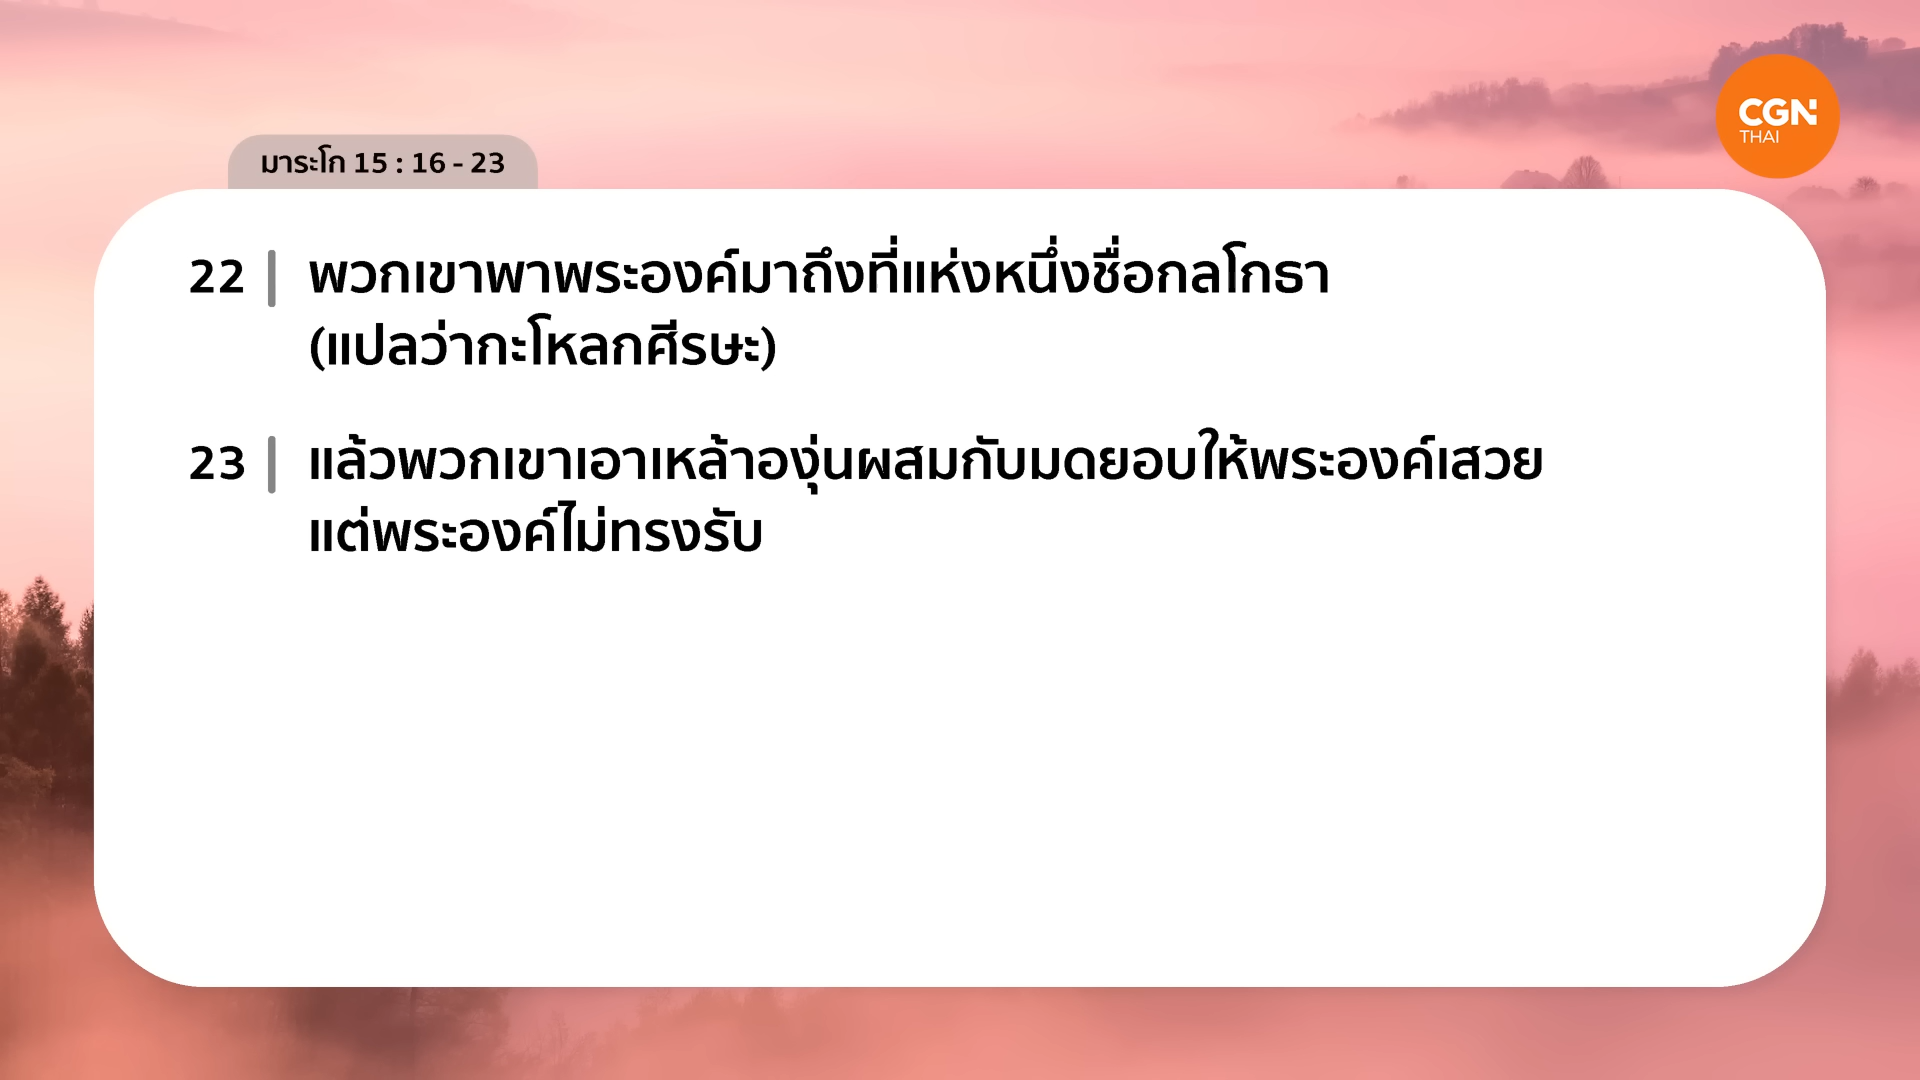 CGN
THAI
มาระโก 15 : 16 - 23
22 | พวกเขาพาพระองค์มาถึงที่แห่งหนึ่งชื่อกลโกธา
(แปลว่ากะโหลกศีรษะ)
23 | แล้วพวกเขาเอาเหล้าองุ่นผสมกับมดยอบให้พระองค์เสวย
แต่พระองค์ไม่ทรงรับ